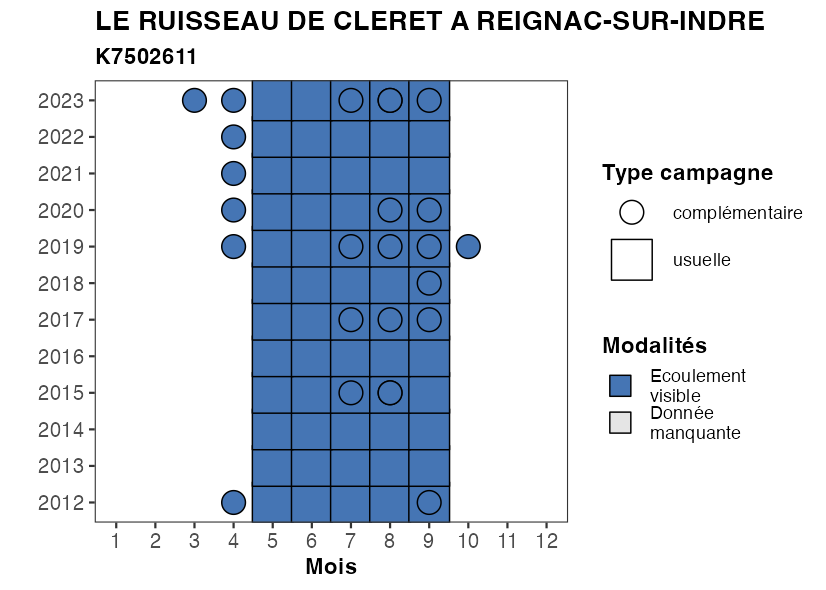 LE RUISSEAU DE CLERET A REIGNAC-SUR-INDRE
K7502611
2023
2022
2021
2020
2019
2018
2017
2016
2015
2014
2013
2012
1 2 3 4 5 6 7 8 9 10 11 12
Mois
Type campagne
complémentaire
usuelle
Modalités
Ecoulement
visible
Donnée
manquante